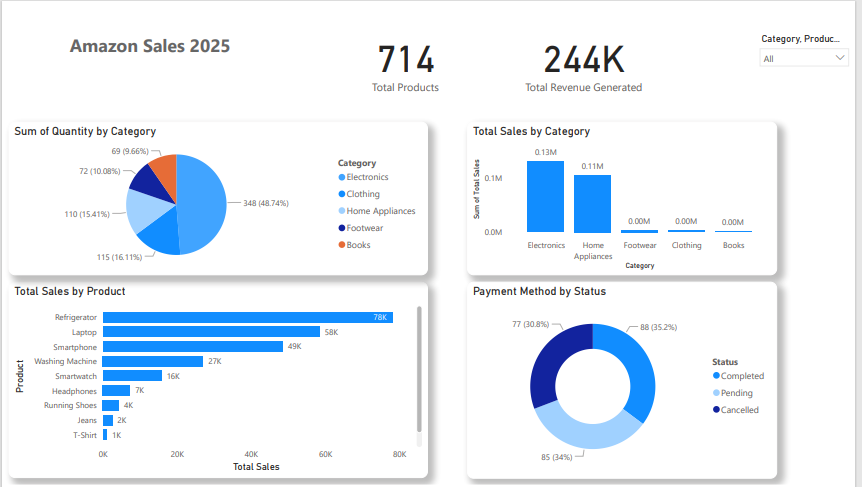 Amazon Sales 2025
714
Total Products
244K
Total Revenue Generated
Category, Produc...
All
Sum of Quantity by Category
69 (9.66%)
72 (10.08%)
110 (15.41%)
115 (16.11%)
348 (48.74%)
Category
Electronics
Clothing
Home Appliances
Footwear
Books
Total Sales by Category
Sum of Total Sales
0.1M
0.0M
0.13M
0.11M
0.00M
0.00M
0.00M
Electronics
Home
Appliances
Footwear
Clothing
Books
Category
Total Sales by Product
Product
Refrigerator 78K
Laptop 58K
Smartphone 49K
Washing Machine 27K
Smartwatch 16K
Headphones 7K
Running Shoes 4K
Jeans 2K
T-Shirt 1K
0K 20K 40K 60K 80K
Total Sales
Payment Method by Status
77 (30.8%)
88 (35.2%)
85 (34%)
Status
Completed
Pending
Cancelled